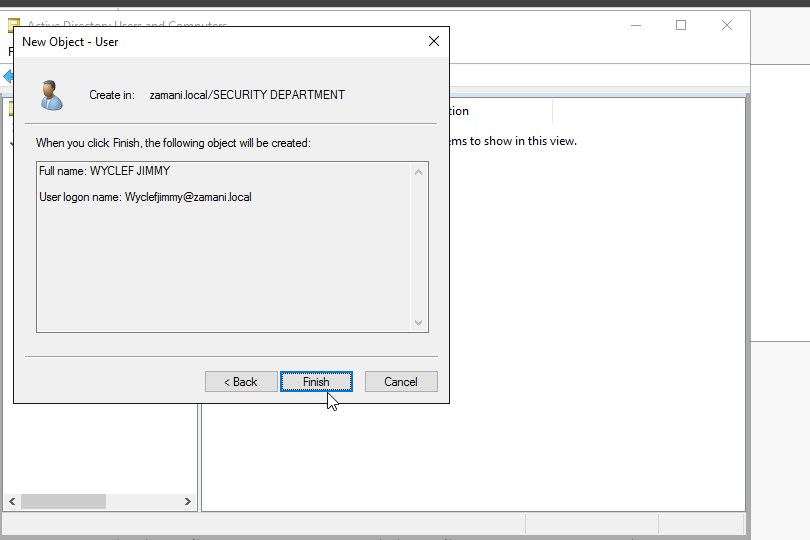 Active Directory Users and Computers
New Object - User
Create in: zamani.local/SECURITY DEPARTMENT
When you click Finish, the following object will be created:
Full name: WYCLEF JIMMY
User logon name: Wyclefjimmy@zamani.local
< Back
Finish
Cancel
tion
ems to show in this view.